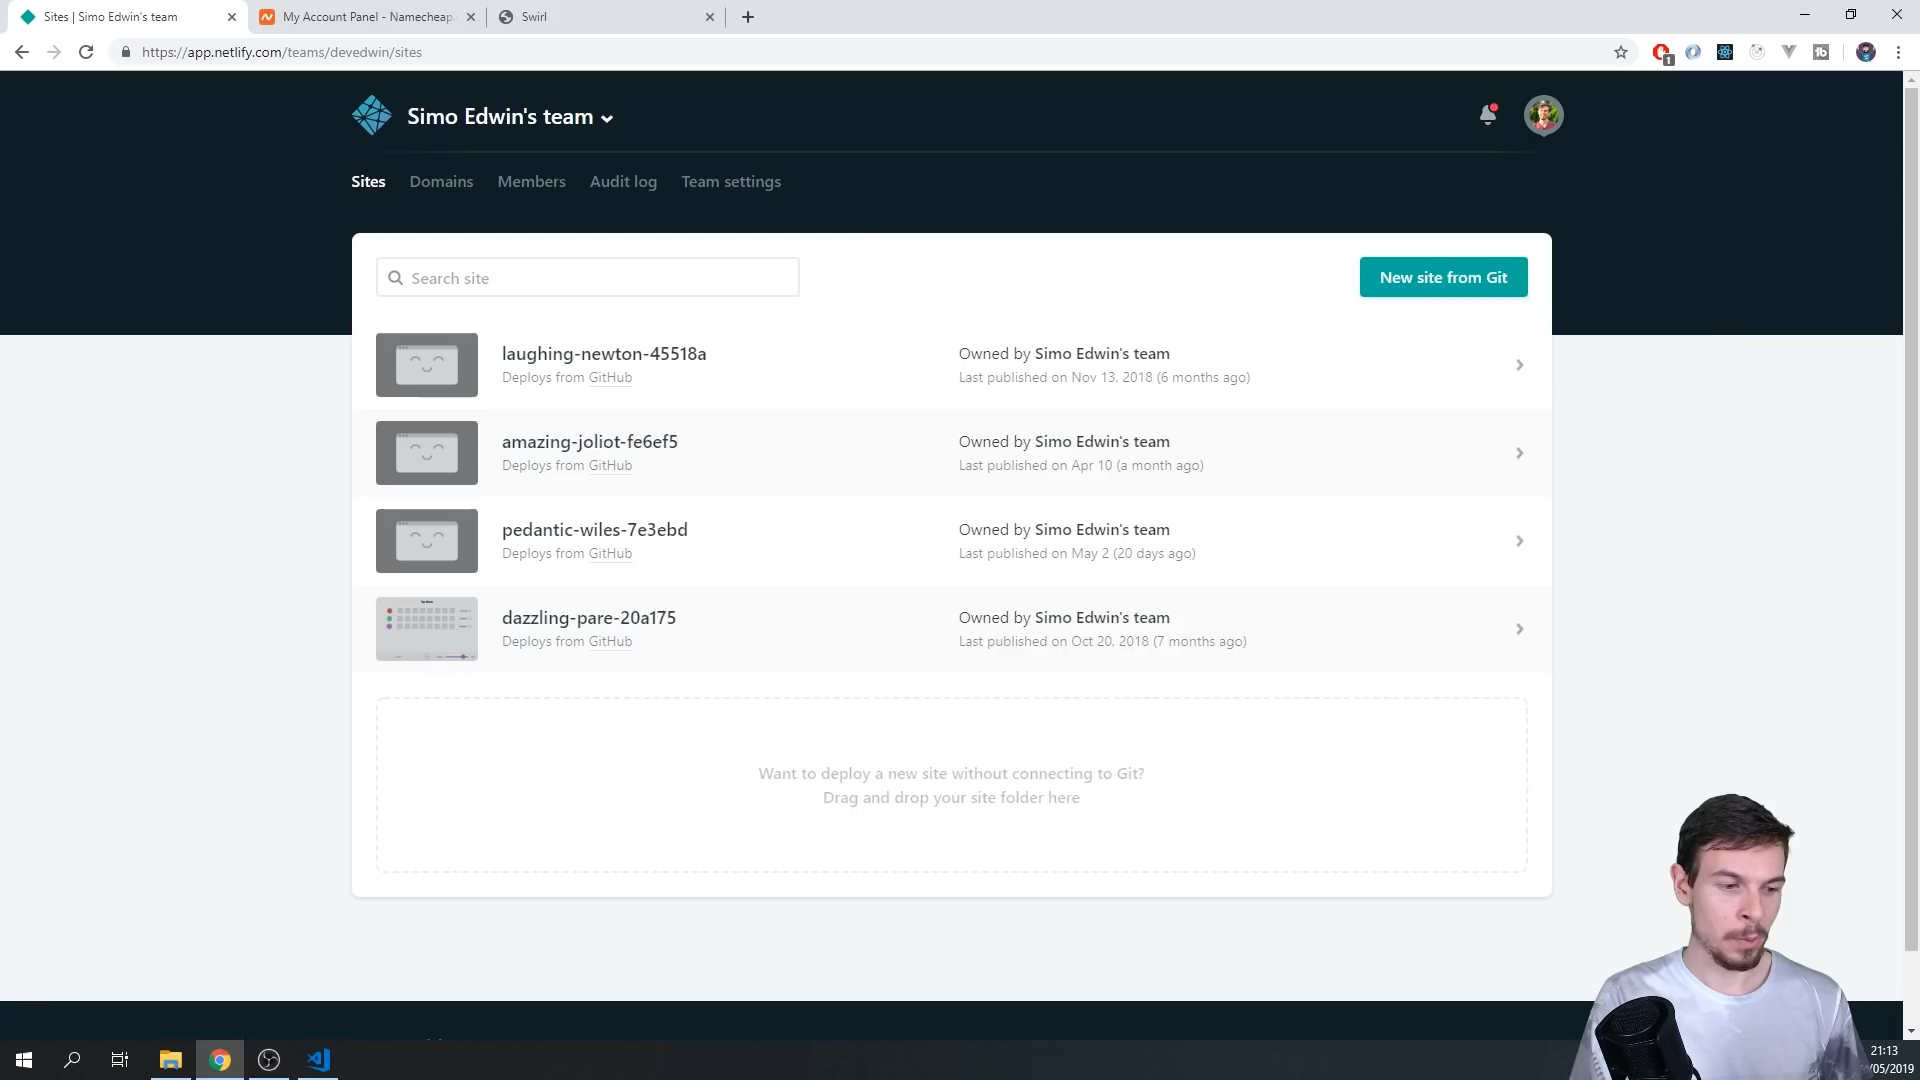 Sites | Simo Edwin's team
My Account Panel - Namecheap
Swirl
https://app.netlify.com/teams/devedwin/sites
1
Simo Edwin's team
Sites
Domains
Members
Audit log
Team settings
Search site
New site from Git
laughing-newton-45518a
Deploys from GitHub
Owned by Simo Edwin's team
Last published on Nov 13, 2018 (6 months ago)
amazing-joliot-fe6ef5
Deploys from GitHub
Owned by Simo Edwin's team
Last published on Apr 10 (a month ago)
pedantic-wiles-7e3ebd
Deploys from GitHub
Owned by Simo Edwin's team
Last published on May 2 (20 days ago)
dazzling-pare-20a175
Deploys from GitHub
Owned by Simo Edwin's team
Last published on Oct 20, 2018 (7 months ago)
Want to deploy a new site without connecting to Git?
Drag and drop your site folder here
21:13
/05/2019